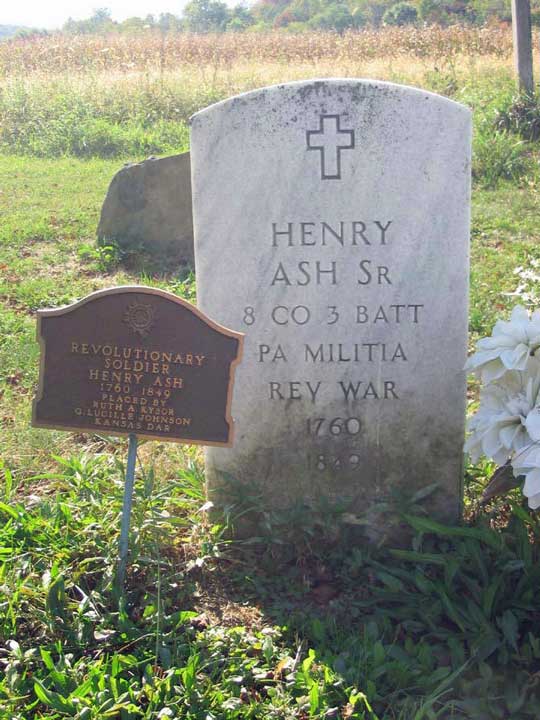 HENRY
ASH SR
8 CO 3 BATT
PA MILITIA
REV WAR
1760
1849
REVOLUTIONARY
SOLDIER
HENRY ASH
1760 1849
PLACED BY
RUTH A KYSOR
G. LUCILLE JOHNSON
KANSAS DAR